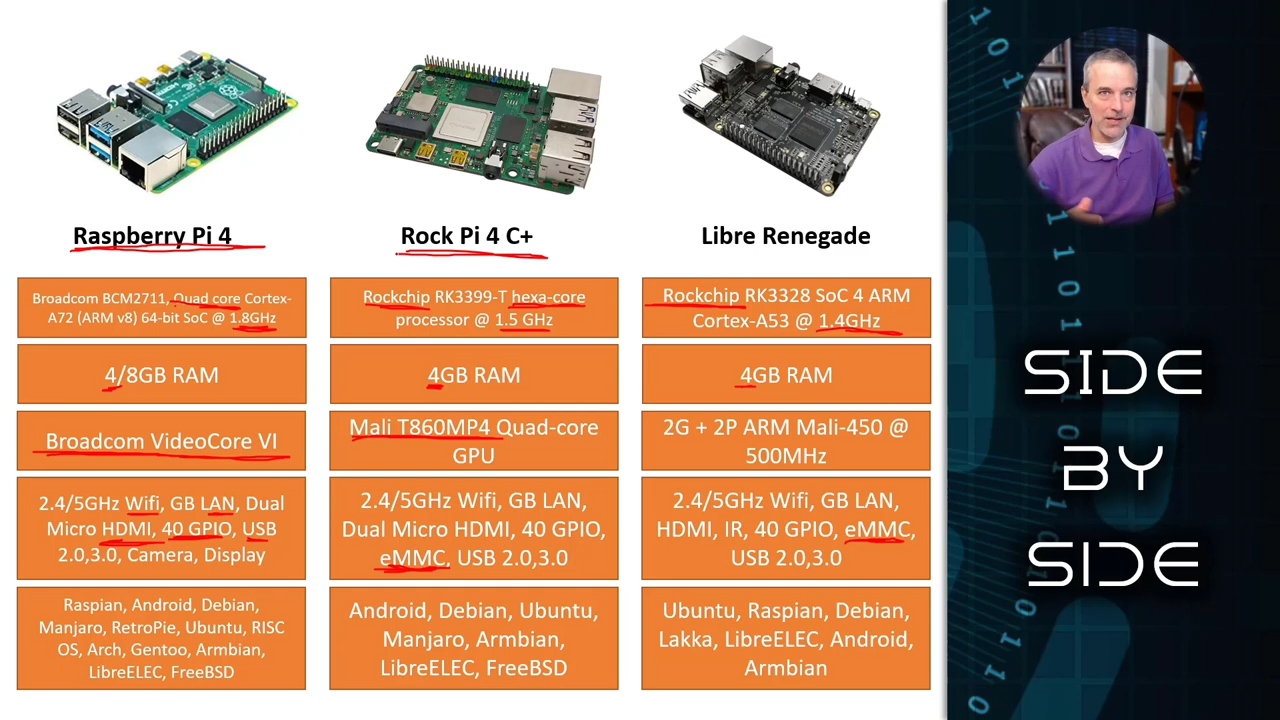 Raspberry Pi 4
Broadcom BCM2711, Quad core Cortex-
A72 (ARM v8) 64-bit SoC @ 1.8GHz
4/8GB RAM
Broadcom VideoCore VI
2.4/5GHz Wifi, GB LAN, Dual
Micro HDMI, 40 GPIO, USB
2.0,3.0, Camera, Display
Raspian, Android, Debian,
Manjaro, RetroPie, Ubuntu, RISC
OS, Arch, Gentoo, Armbian,
LibreELEC, FreeBSD
Rock Pi 4 C+
Rockchip RK3399-T hexa-core
processor @ 1.5 GHz
4GB RAM
Mali T860MP4 Quad-core
GPU
2.4/5GHz Wifi, GB LAN,
Dual Micro HDMI, 40 GPIO,
eMMC, USB 2.0,3.0
Android, Debian, Ubuntu,
Manjaro, Armbian,
LibreELEC, FreeBSD
Libre Renegade
Rockchip RK3328 SoC 4 ARM
Cortex-A53 @ 1.4GHz
4GB RAM
2G + 2P ARM Mali-450 @
500MHz
2.4/5GHz Wifi, GB LAN,
HDMI, IR, 40 GPIO, eMMC,
USB 2.0,3.0
Ubuntu, Raspian, Debian,
Lakka, LibreELEC, Android,
Armbian
SIDE
BY
SIDE